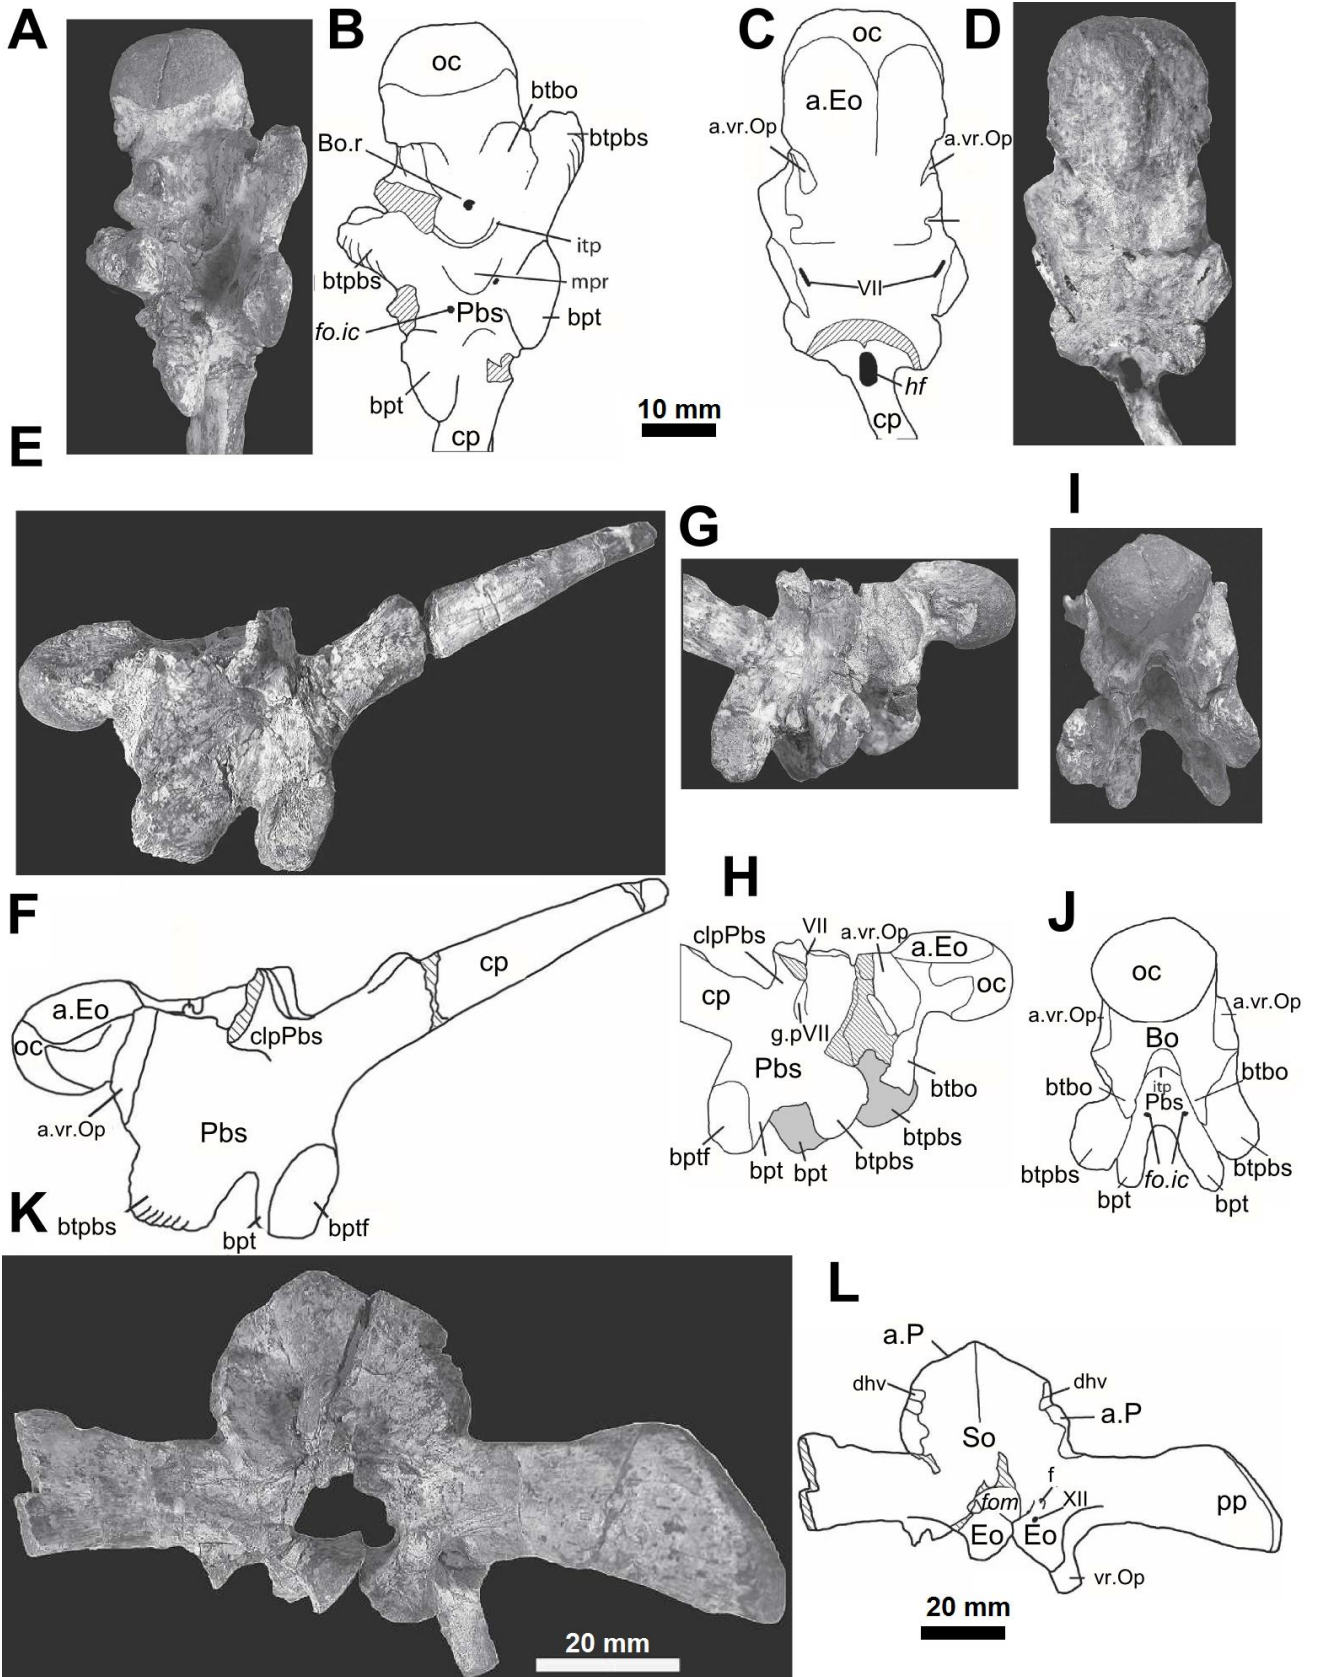 A
B
C
D
oc
btbo
btpbs
Bo.r
itp
btpbs
mpr
Pbs
fo.ic
bpt
bpt
cp
oc
a.Eo
a.vr.Op
a.vr.Op
VII
hf
cp
10 mm
E
G
I
F
H
J
a.Eo
oc
clpPbs
cp
a.vr.Op
Pbs
btpbs
bpt
bptf
clpPbs
VII
a.vr.Op
a.Eo
oc
cp
g.pVII
Pbs
btbo
btpbs
bptf
bpt
bpt
btpbs
oc
a.vr.Op
a.vr.Op
Bo
btbo
itp
btbo
Pbs
btpbs
btpbs
bpt
fo.ic
bpt
K
L
a.P
dhv
dhv
a.P
So
f
fom
XII
Eo
Eo
pp
vr.Op
20 mm
20 mm